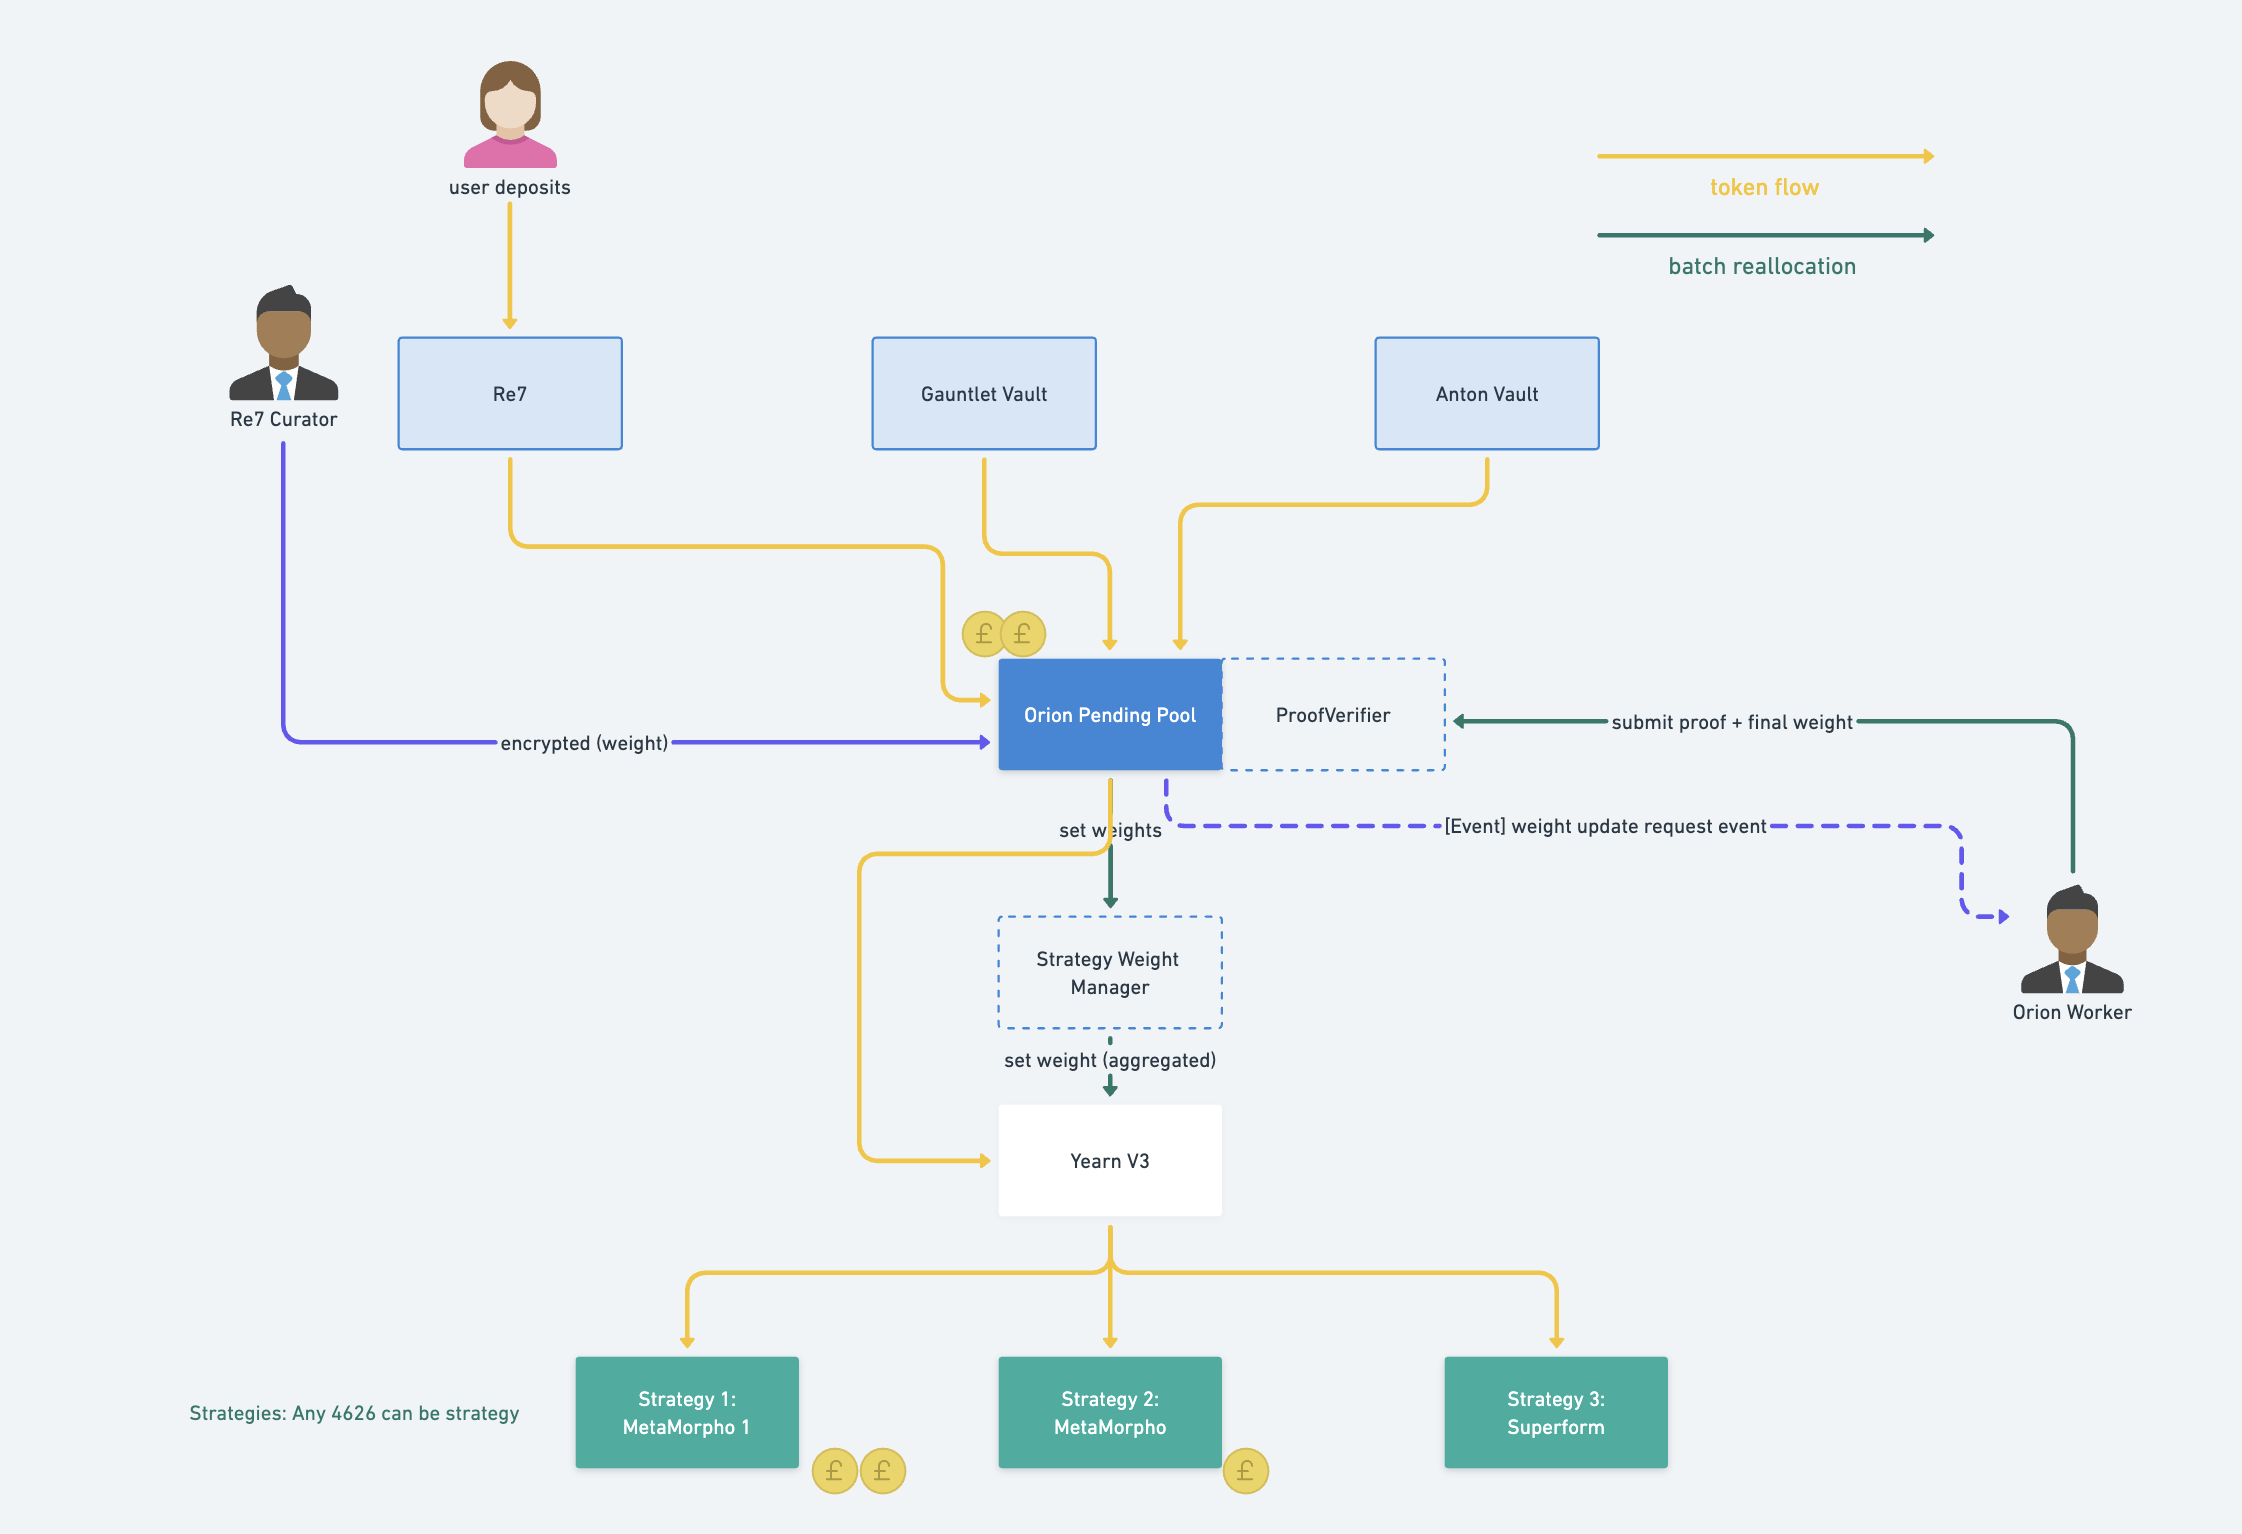 user deposits
token flow
batch reallocation
Re7 Curator
Re7
Gauntlet Vault
Anton Vault
Orion Pending Pool
ProofVerifier
submit proof + final weight
encrypted (weight)
set weights
[Event] weight update request event
Strategy Weight
Manager
Orion Worker
set weight (aggregated)
Yearn V3
Strategies: Any 4626 can be strategy
Strategy 1:
MetaMorpho 1
Strategy 2:
MetaMorpho
Strategy 3:
Superform
££
££
£